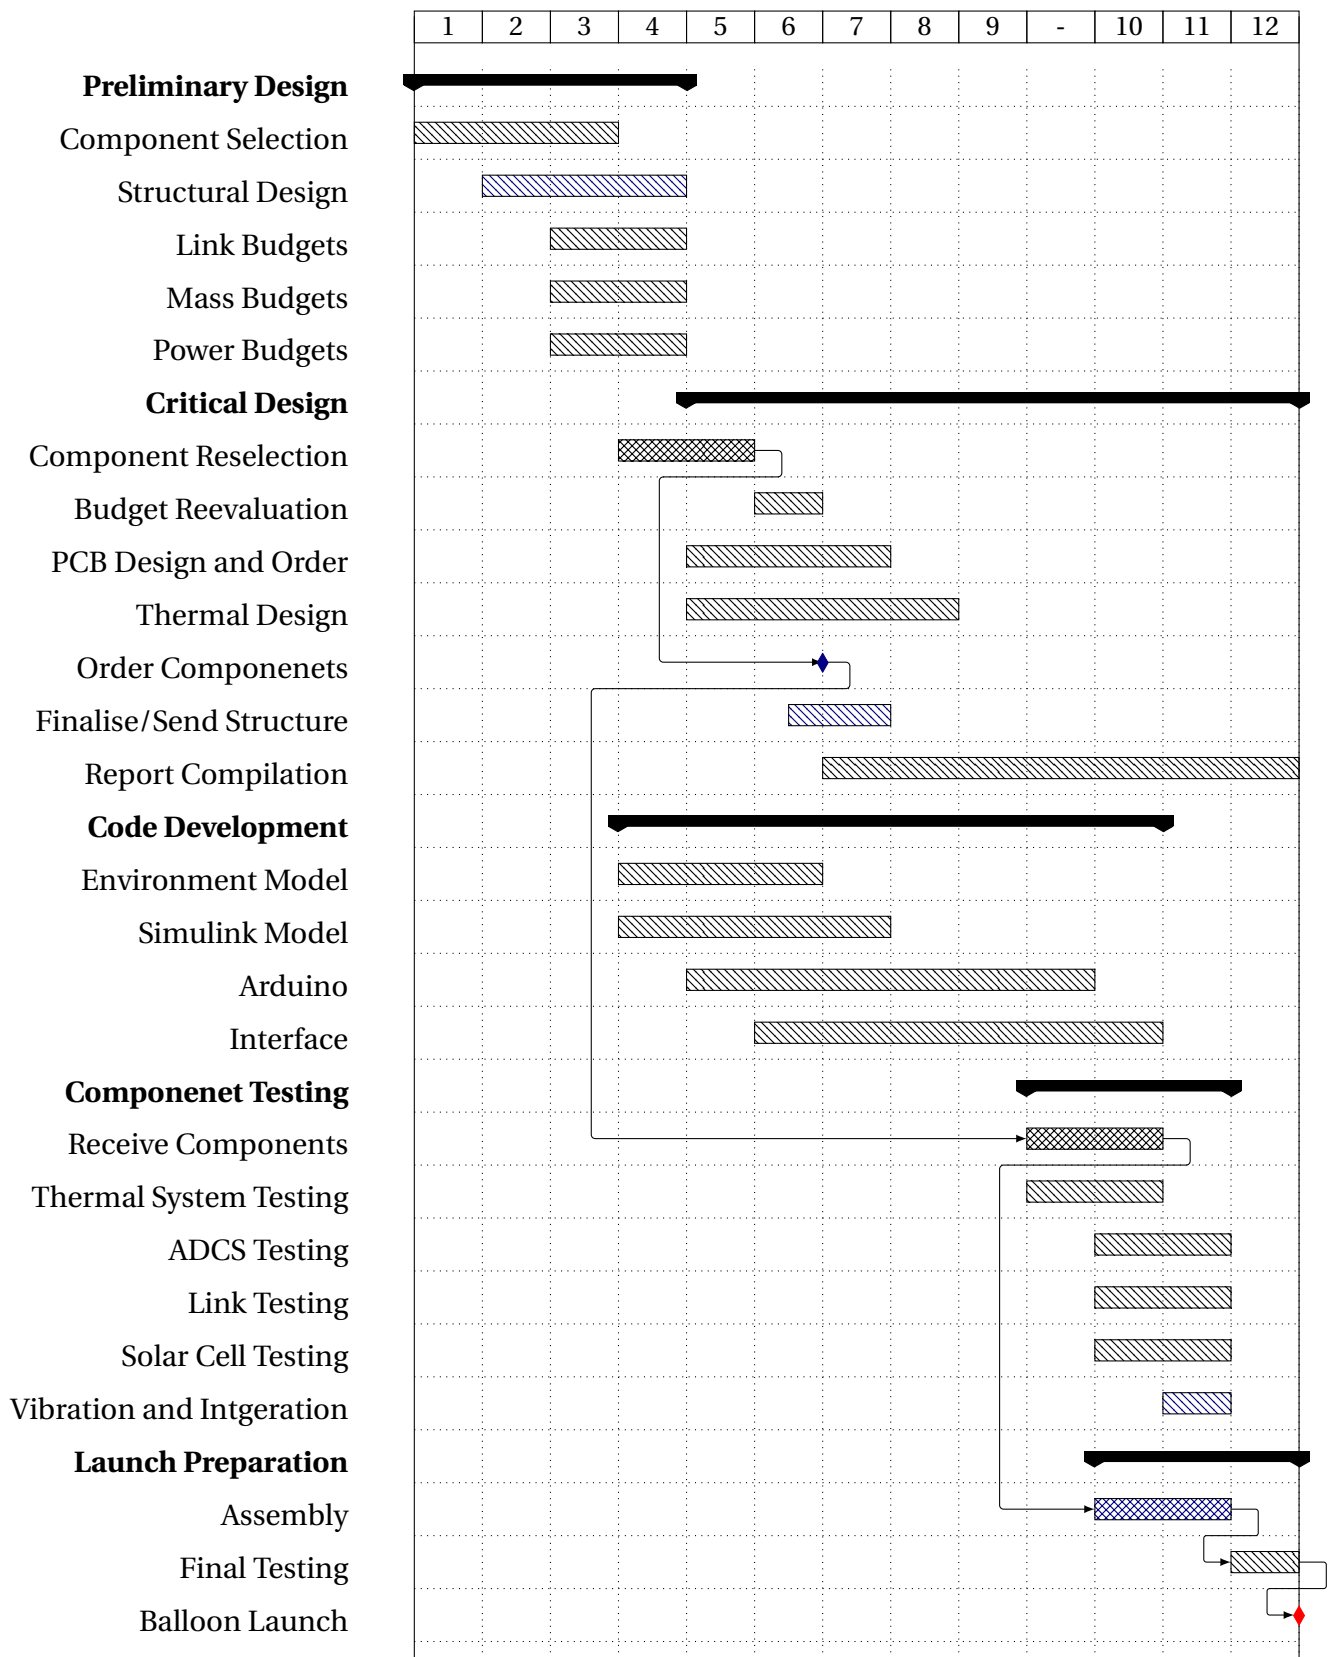 1 2 3 4 5 6 7 8 9 - 10 11 12
Preliminary Design
Component Selection
Structural Design
Link Budgets
Mass Budgets
Power Budgets
Critical Design
Component Reselection
Budget Reevaluation
PCB Design and Order
Thermal Design
Order Componenets
Finalise/Send Structure
Report Compilation
Code Development
Environment Model
Simulink Model
Arduino
Interface
Componenet Testing
Receive Components
Thermal System Testing
ADCS Testing
Link Testing
Solar Cell Testing
Vibration and Intgeration
Launch Preparation
Assembly
Final Testing
Balloon Launch